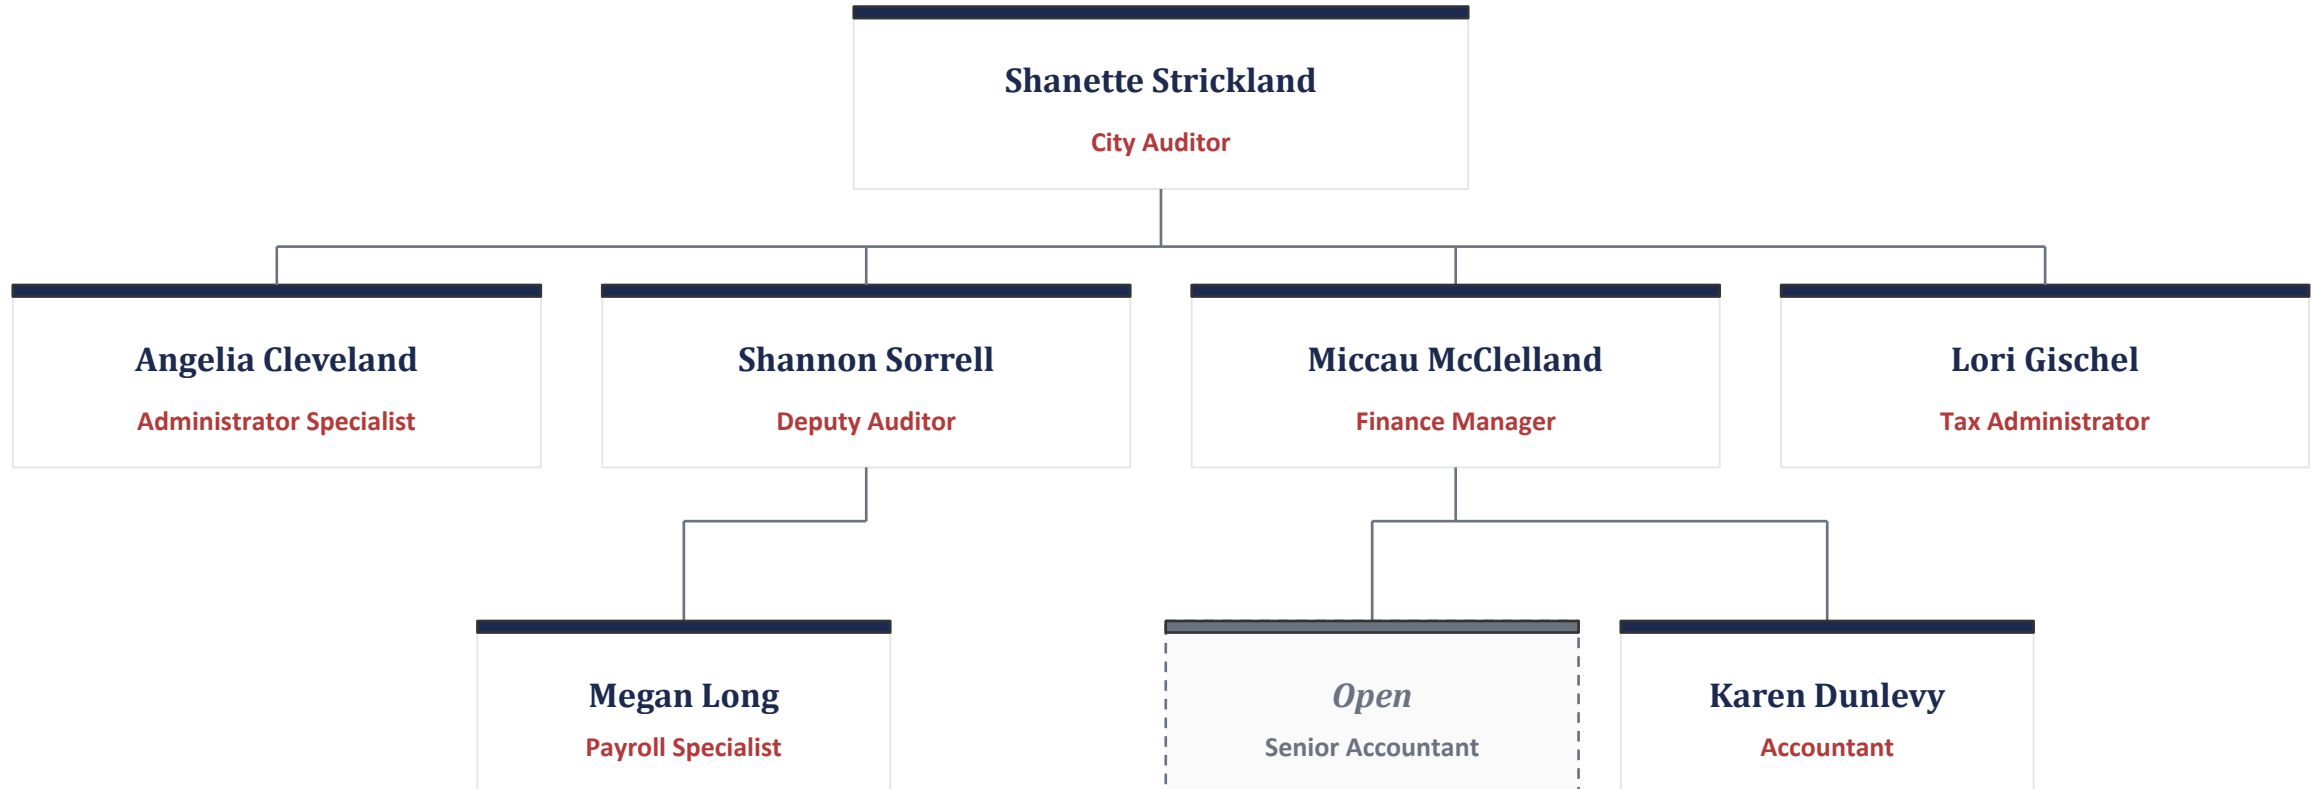 Shanette Strickland
City Auditor
Angelia Cleveland
Administrator Specialist
Shannon Sorrell
Deputy Auditor
Miccau McClelland
Finance Manager
Lori Gischel
Tax Administrator
Megan Long
Payroll Specialist
Open
Senior Accountant
Karen Dunlevy
Accountant